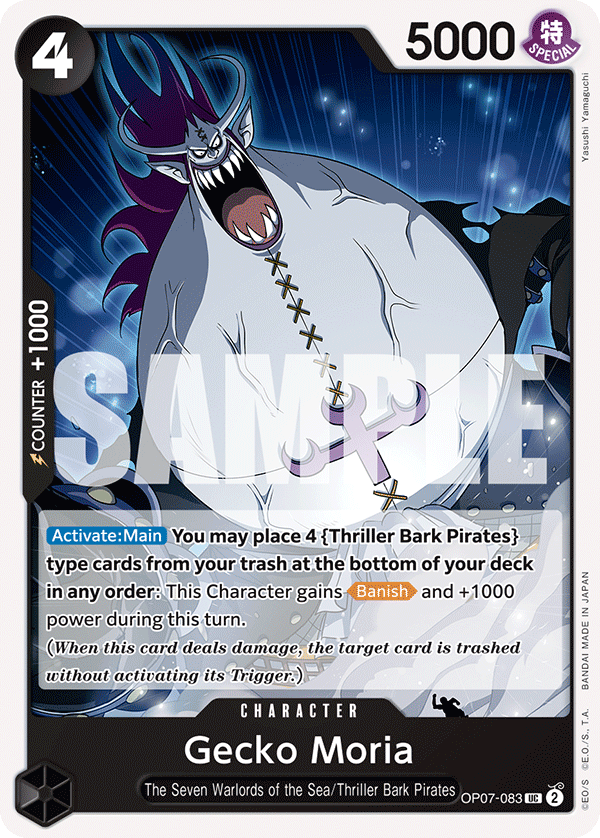 4
5000
特
SPECIAL
Yasushi Yamaguchi
COUNTER +1000
SAMPLE
Activate:Main You may place 4 {Thriller Bark Pirates}
type cards from your trash at the bottom of your deck
in any order: This Character gains Banish and +1000
power during this turn.
(When this card deals damage, the target card is trashed
without activating its Trigger.)
CHARACTER
Gecko Moria
The Seven Warlords of the Sea/Thriller Bark Pirates
OP07-083 UC 2
©E.O/S ©E.O./S., T.A. BANDAI MADE IN JAPAN